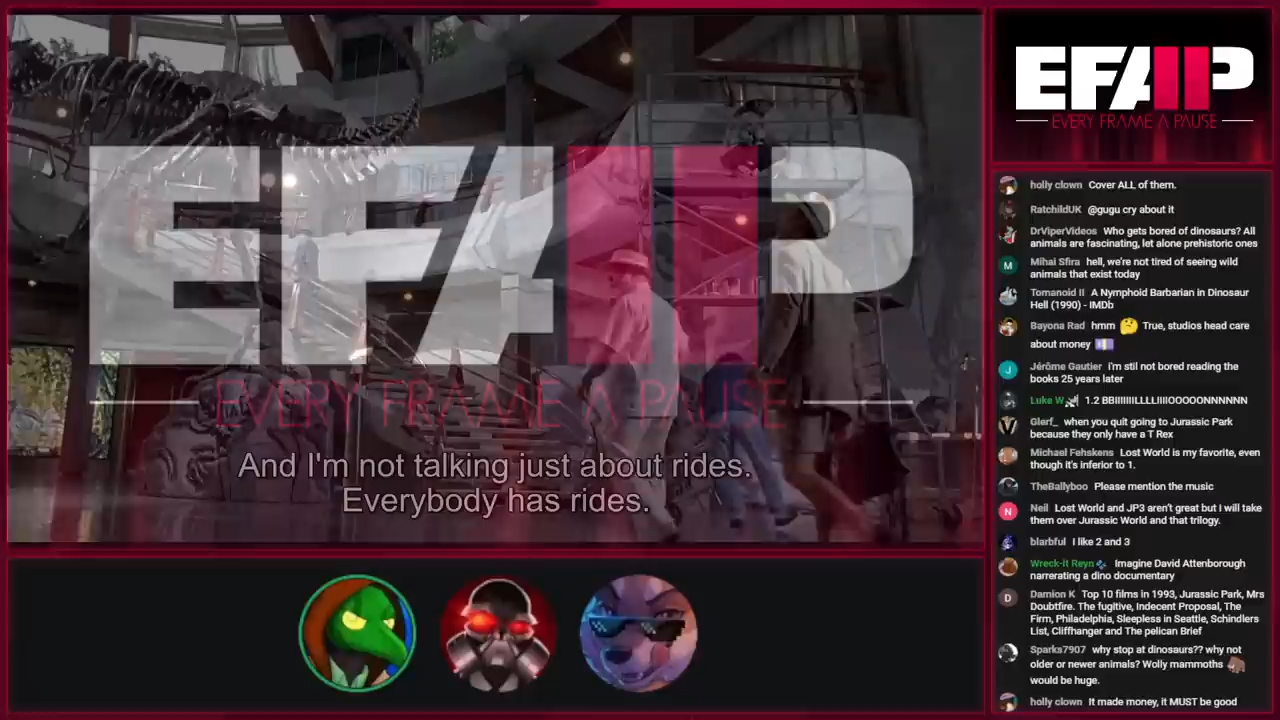 EFAP
EVERY FRAME A PAUSE
And I'm not talking just about rides.
Everybody has rides.
EFAP
EVERY FRAME A PAUSE
holly clown Cover ALL of them.
RatchildUK @gugu cry about it
DrViperVideos Who gets bored of dinosaurs? All
animals are fascinating, let alone prehistoric ones
M Mihai Sfira hell, we're not tired of seeing wild
animals that exist today
Tomanoid II A Nymphoid Barbarian in Dinosaur
Hell (1990) - IMDb
Bayona Rad hmm 🤔 True, studios head care
about money 💷
J Jérôme Gautier i'm stil not bored reading the
books 25 years later
Luke W 1.2 BBIIIIIIIILLLLIIIIOOOOONNNNNN
Glerf_ when you quit going to Jurassic Park
because they only have a T Rex
Michael Fehskens Lost World is my favorite, even
though it's inferior to 1.
TheBallyboo Please mention the music
N Neil Lost World and JP3 aren't great but I will take
them over Jurassic World and that trilogy.
blarbful I like 2 and 3
Wreck-it Reyn Imagine David Attenborough
narrerating a dino documentary
D Damion K Top 10 films in 1993, Jurassic Park, Mrs
Doubtfire. The fugitive, Indecent Proposal, The
Firm, Philadelphia, Sleepless in Seattle, Schindlers
List, Cliffhanger and The pelican Brief
Sparks7907 why stop at dinosaurs?? why not
older or newer animals? Wolly mammoths 🦣
would be huge.
holly clown It made money, it MUST be good